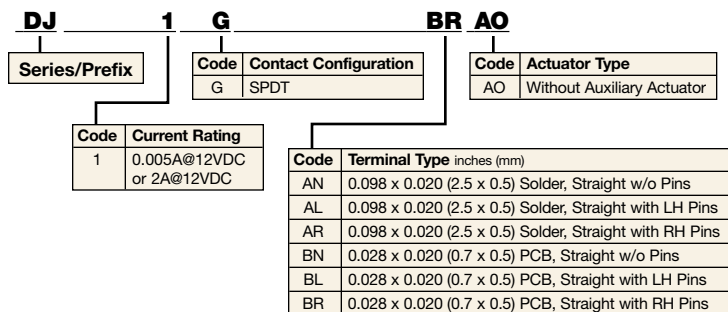 DJ 1 G BR AO
Series/Prefix
Code Contact Configuration
G SPDT
Code Actuator Type
AO Without Auxiliary Actuator
Code Current Rating
1 0.005A@12VDC
or 2A@12VDC
Code Terminal Type inches (mm)
AN 0.098 x 0.020 (2.5 x 0.5) Solder, Straight w/o Pins
AL 0.098 x 0.020 (2.5 x 0.5) Solder, Straight with LH Pins
AR 0.098 x 0.020 (2.5 x 0.5) Solder, Straight with RH Pins
BN 0.028 x 0.020 (0.7 x 0.5) PCB, Straight w/o Pins
BL 0.028 x 0.020 (0.7 x 0.5) PCB, Straight with LH Pins
BR 0.028 x 0.020 (0.7 x 0.5) PCB, Straight with RH Pins